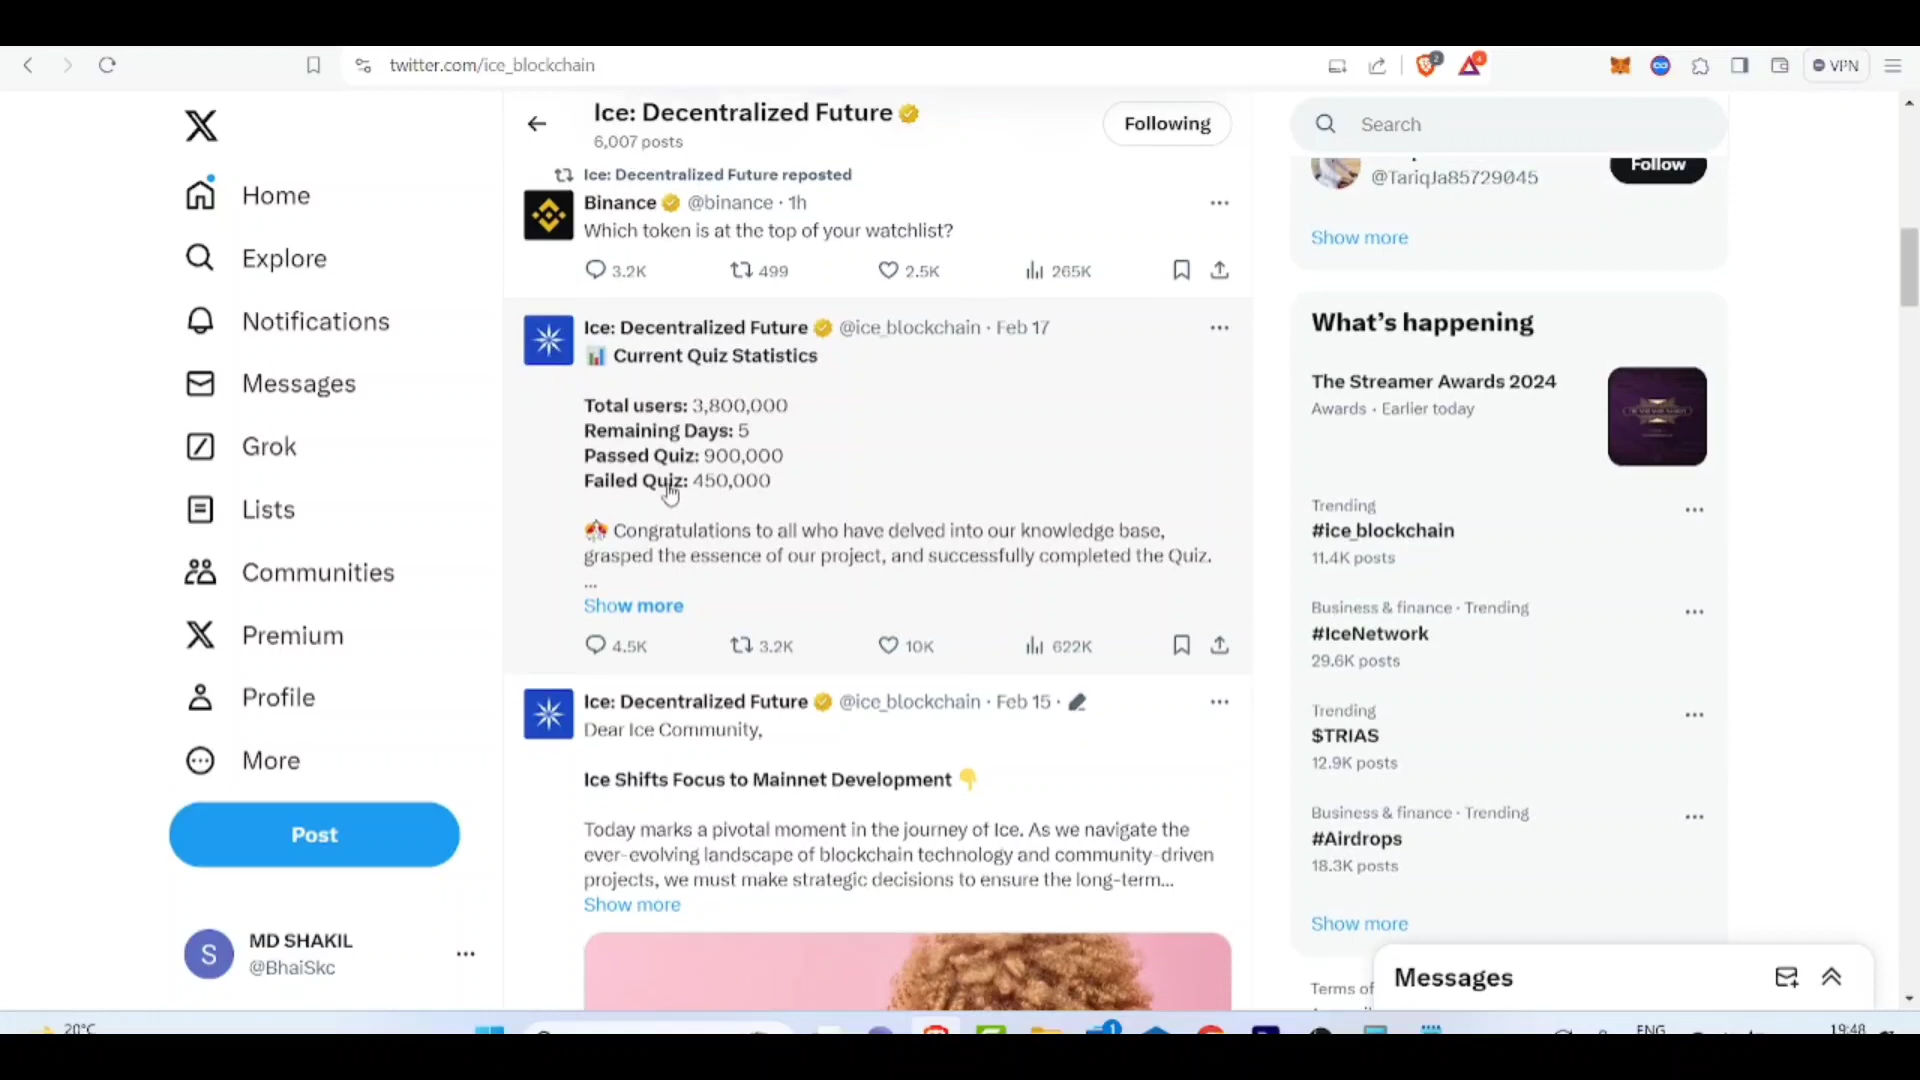 twitter.com/ice_blockchain
2
4
VPN
Home
Explore
Notifications
Messages
Grok
Lists
Communities
Premium
Profile
More
Post
S
MD SHAKIL
@BhaiSkc
Ice: Decentralized Future
6,007 posts
Following
Ice: Decentralized Future reposted
Binance @binance · 1h
Which token is at the top of your watchlist?
3.2K 499 2.5K 265K
Ice: Decentralized Future @ice_blockchain · Feb 17
📊 Current Quiz Statistics
Total users: 3,800,000
Remaining Days: 5
Passed Quiz: 900,000
Failed Quiz: 450,000
🎊 Congratulations to all who have delved into our knowledge base,
grasped the essence of our project, and successfully completed the Quiz.
...
Show more
4.5K 3.2K 10K 622K
Ice: Decentralized Future @ice_blockchain · Feb 15 ·
Dear Ice Community,
Ice Shifts Focus to Mainnet Development 👇
Today marks a pivotal moment in the journey of Ice. As we navigate the
ever-evolving landscape of blockchain technology and community-driven
projects, we must make strategic decisions to ensure the long-term...
Show more
Search
@TariqJa85729045
Follow
Show more
What's happening
The Streamer Awards 2024
Awards · Earlier today
Trending
#ice_blockchain
11.4K posts
Business & finance · Trending
#IceNetwork
29.6K posts
Trending
$TRIAS
12.9K posts
Business & finance · Trending
#Airdrops
18.3K posts
Show more
Terms of
Messages
20°C
1
ENG
19:48